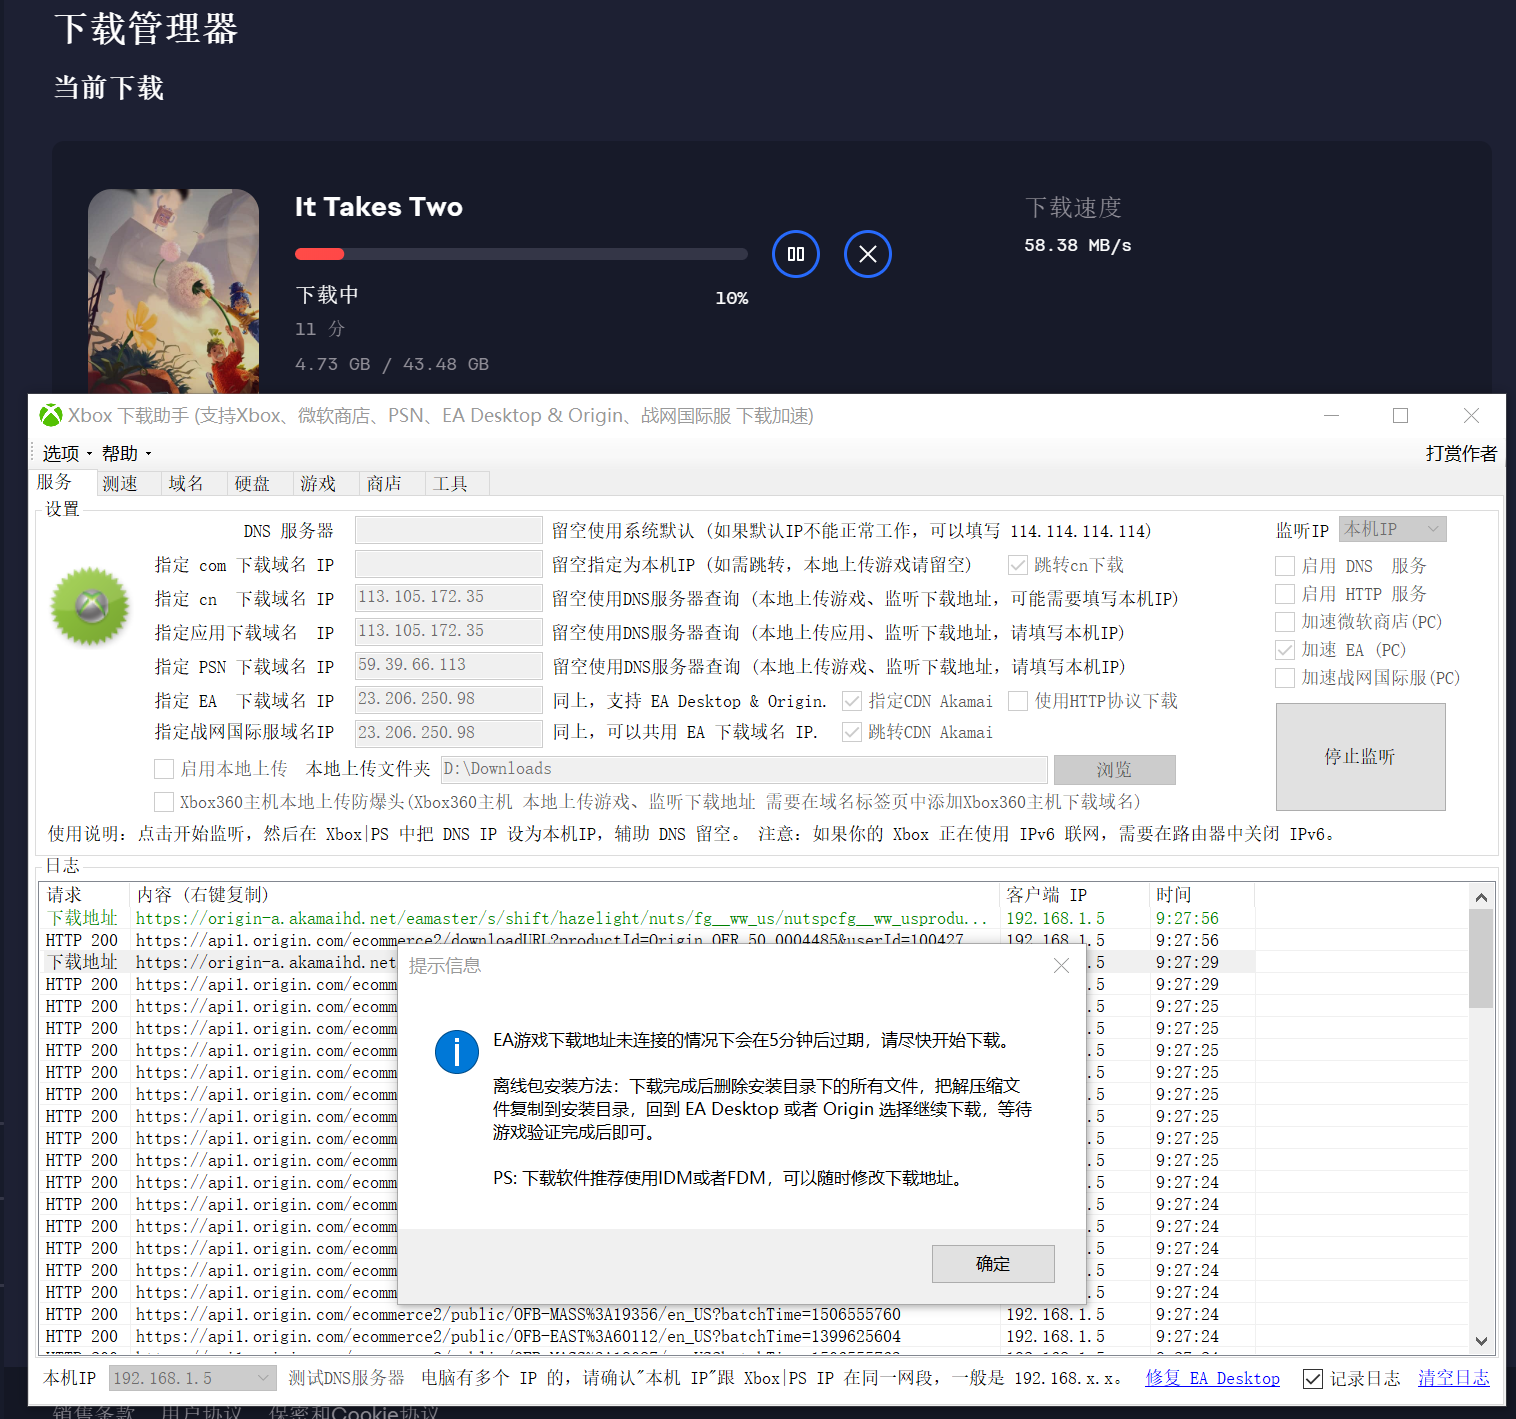 下载管理器
当前下载
It Takes Two
下载速度
58.38 MB/s
下载中
10%
11 分
4.73 GB / 43.48 GB
Xbox 下载助手 (支持Xbox、微软商店、PSN、EA Desktop & Origin、战网国际服 下载加速)
选项 帮助 打赏作者
服务 测速 域名 硬盘 游戏 商店 工具
设置
DNS 服务器 留空使用系统默认 (如果默认IP不能正常工作，可以填写 114.114.114.114) 监听IP 本机IP
指定 com 下载域名 IP 留空指定为本机IP (如需跳转，本地上传游戏请留空) 跳转cn下载 启用 DNS 服务
指定 cn 下载域名 IP 113.105.172.35 留空使用DNS服务器查询 (本地上传游戏、监听下载地址，可能需要填写本机IP) 启用 HTTP 服务
指定应用下载域名 IP 113.105.172.35 留空使用DNS服务器查询 (本地上传应用、监听下载地址，请填写本机IP) 加速微软商店(PC)
指定 PSN 下载域名 IP 59.39.66.113 留空使用DNS服务器查询 (本地上传游戏、监听下载地址，请填写本机IP) 加速 EA (PC)
指定 EA 下载域名 IP 23.206.250.98 同上，支持 EA Desktop & Origin. 指定CDN Akamai 使用HTTP协议下载 加速战网国际服(PC)
指定战网国际服域名IP 23.206.250.98 同上，可以共用 EA 下载域名 IP. 跳转CDN Akamai
停止监听
启用本地上传 本地上传文件夹 D:\Downloads 浏览
Xbox360主机本地上传防爆头(Xbox360主机 本地上传游戏、监听下载地址 需要在域名标签页中添加Xbox360主机下载域名)
使用说明：点击开始监听，然后在 Xbox|PS 中把 DNS IP 设为本机IP，辅助 DNS 留空。 注意：如果你的 Xbox 正在使用 IPv6 联网，需要在路由器中关闭 IPv6。
日志
请求 内容 (右键复制) 客户端 IP 时间
下载地址 https://origin-a.akamaihd.net/eamaster/s/shift/hazelight/nuts/fg__ww_us/nutspcfg__ww_usprodu... 192.168.1.5 9:27:56
HTTP 200 https://api1.origin.com/ecommerce2/downloadURL?productId=Origin.OFR.50.0004485&userId=100427 192.168.1.5 9:27:56
下载地址 https://origin-a.akamaihd.net .5 9:27:29
HTTP 200 https://api1.origin.com/ecomm .5 9:27:29
HTTP 200 https://api1.origin.com/ecomm .5 9:27:25
HTTP 200 https://api1.origin.com/ecomm .5 9:27:25
HTTP 200 https://api1.origin.com/ecomm .5 9:27:25
HTTP 200 https://api1.origin.com/ecomm .5 9:27:25
HTTP 200 https://api1.origin.com/ecomm .5 9:27:25
HTTP 200 https://api1.origin.com/ecomm .5 9:27:25
HTTP 200 https://api1.origin.com/ecomm .5 9:27:25
HTTP 200 https://api1.origin.com/ecomm .5 9:27:25
HTTP 200 https://api1.origin.com/ecomm .5 9:27:24
HTTP 200 https://api1.origin.com/ecomm .5 9:27:24
HTTP 200 https://api1.origin.com/ecomm .5 9:27:24
HTTP 200 https://api1.origin.com/ecomm .5 9:27:24
HTTP 200 https://api1.origin.com/ecomm .5 9:27:24
HTTP 200 https://api1.origin.com/ecomm .5 9:27:24
HTTP 200 https://api1.origin.com/ecommerce2/public/OFB-MASS%3A19356/en_US?batchTime=1506555760 192.168.1.5 9:27:24
HTTP 200 https://api1.origin.com/ecommerce2/public/OFB-EAST%3A60112/en_US?batchTime=1399625604 192.168.1.5 9:27:24
提示信息
EA游戏下载地址未连接的情况下会在5分钟后过期，请尽快开始下载。
离线包安装方法：下载完成后删除安装目录下的所有文件，把解压缩文
件复制到安装目录，回到 EA Desktop 或者 Origin 选择继续下载，等待
游戏验证完成后即可。
PS: 下载软件推荐使用IDM或者FDM，可以随时修改下载地址。
确定
本机IP 192.168.1.5 测试DNS服务器 电脑有多个 IP 的，请确认"本机 IP"跟 Xbox|PS IP 在同一网段，一般是 192.168.x.x。 修复 EA Desktop 记录日志 清空日志
销售条款 用户协议 保密和Cookie协议